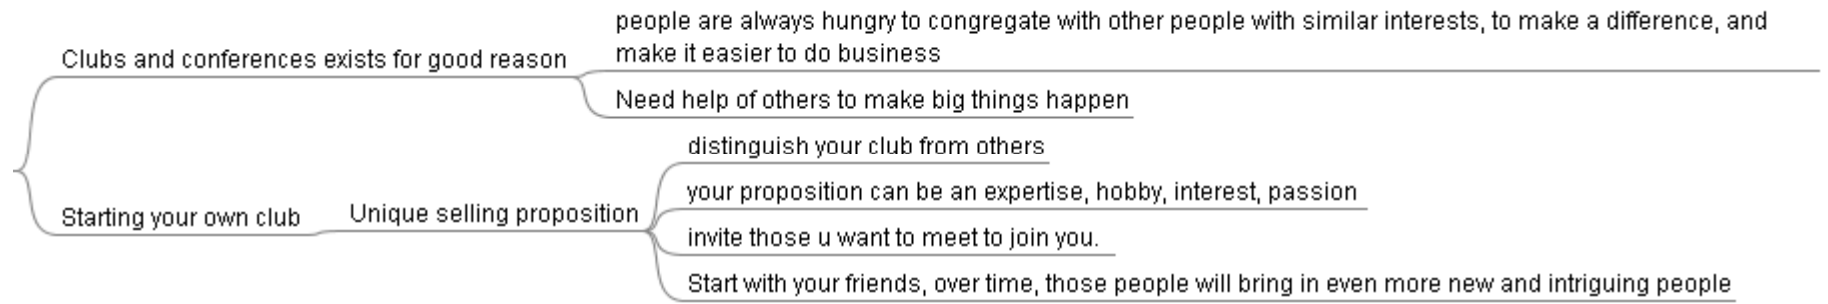 people are always hungry to congregate with other people with similar interests, to make a difference, and
make it easier to do business
Clubs and conferences exists for good reason
Need help of others to make big things happen
distinguish your club from others
your proposition can be an expertise, hobby, interest, passion
Starting your own club
Unique selling proposition
invite those u want to meet to join you.
Start with your friends, over time, those people will bring in even more new and intriguing people